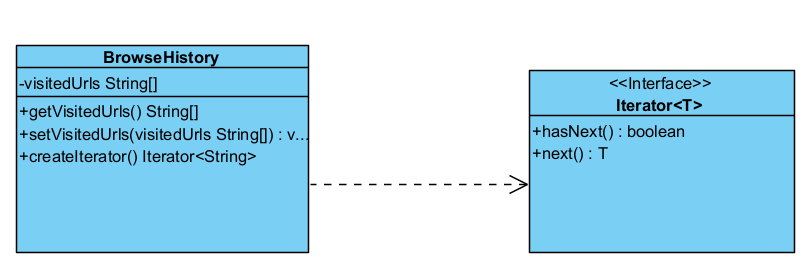 BrowseHistory
-visitedUrls String[]
+getVisitedUrls() String[]
+setVisitedUrls(visitedUrls String[]) : v...
+createIterator() Iterator<String>
<<Interface>>
Iterator<T>
+hasNext() : boolean
+next() : T